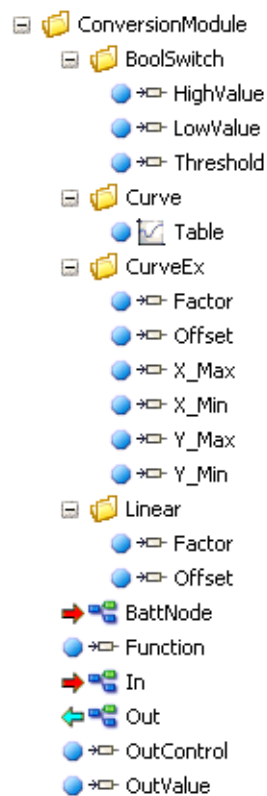 ConversionModule
BoolSwitch
HighValue
LowValue
Threshold
Curve
Table
CurveEx
Factor
Offset
X_Max
X_Min
Y_Max
Y_Min
Linear
Factor
Offset
BattNode
Function
In
Out
OutControl
OutValue